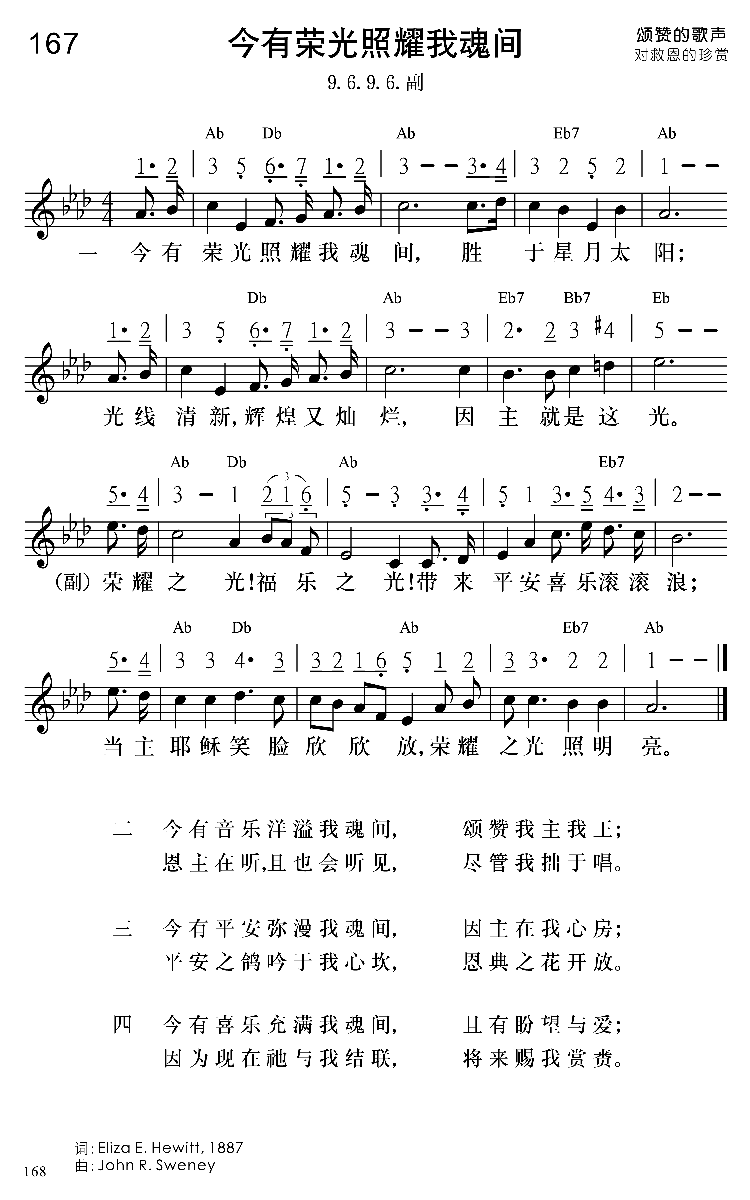 167
今有荣光照耀我魂间
颂赞的歌声
对救恩的珍赏
9.6.9.6.副
Ab Db Ab Eb7 Ab
1· 2 | 3 5 6· 7 1· 2 | 3 – – 3· 4 | 3 2 5 2 | 1 – – |
一 今有荣光照耀我魂间, 胜于星月太阳;
Db Ab Eb7 Bb7 Eb
1· 2 | 3 5 6· 7 1· 2 | 3 – – 3 | 2· 2 3 #4 | 5 – – |
光线清新,辉煌又灿烂, 因主就是这光。
Ab Db Ab Eb7
5· 4 | 3 – 1 2 1 6 | 5 – 3 3· 4 | 5 1 3· 5 4· 3 | 2 – – |
(副) 荣耀之光!福乐之光!带来平安喜乐滚滚浪;
Ab Db Ab Eb7 Ab
5· 4 | 3 3 4· 3 | 3 2 1 6 5 1 2 | 3 3· 2 2 | 1 – – ‖
当主耶稣笑脸欣欣放,荣耀之光照明亮。
二 今有音乐洋溢我魂间, 颂赞我主我王;
恩主在听,且也会听见, 尽管我拙于唱。
三 今有平安弥漫我魂间, 因主在我心房;
平安之鸽吟于我心坎, 恩典之花开放。
四 今有喜乐充满我魂间, 且有盼望与爱;
因为现在祂与我结联, 将来赐我赏赉。
词: Eliza E. Hewitt, 1887
曲: John R. Sweney
168